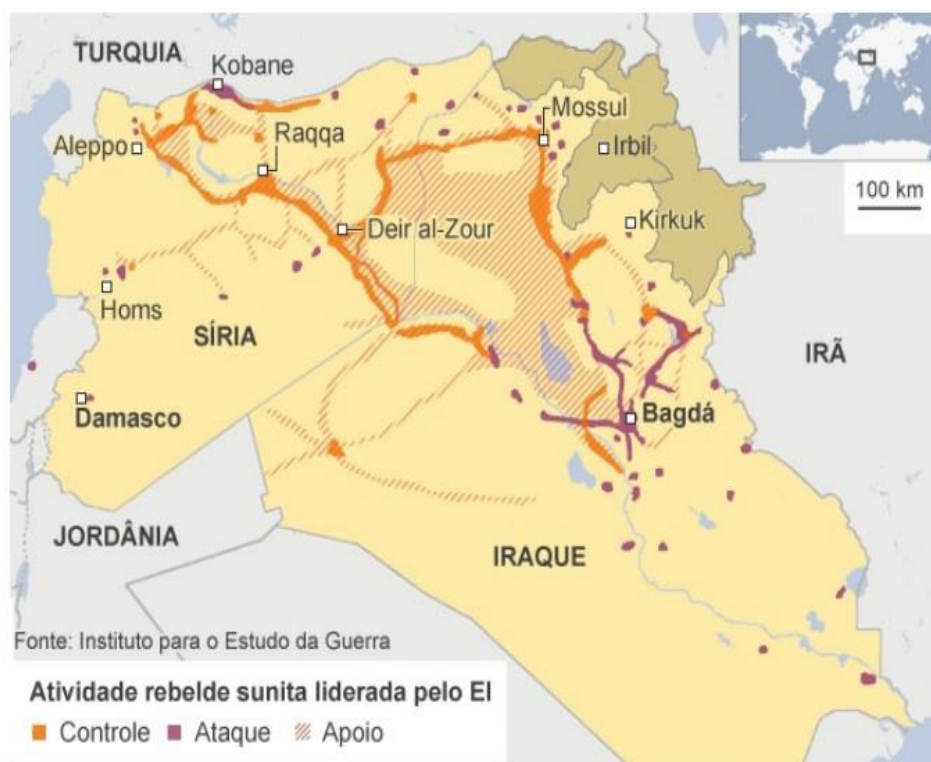 TURQUIA
Kobane
Mossul
Aleppo
Raqqa
Irbil
100 km
Kirkuk
Deir al-Zour
Homs
SÍRIA
IRÃ
Damasco
Bagdá
JORDÂNIA
IRAQUE
Fonte: Instituto para o Estudo da Guerra
Atividade rebelde sunita liderada pelo EI
Controle Ataque Apoio